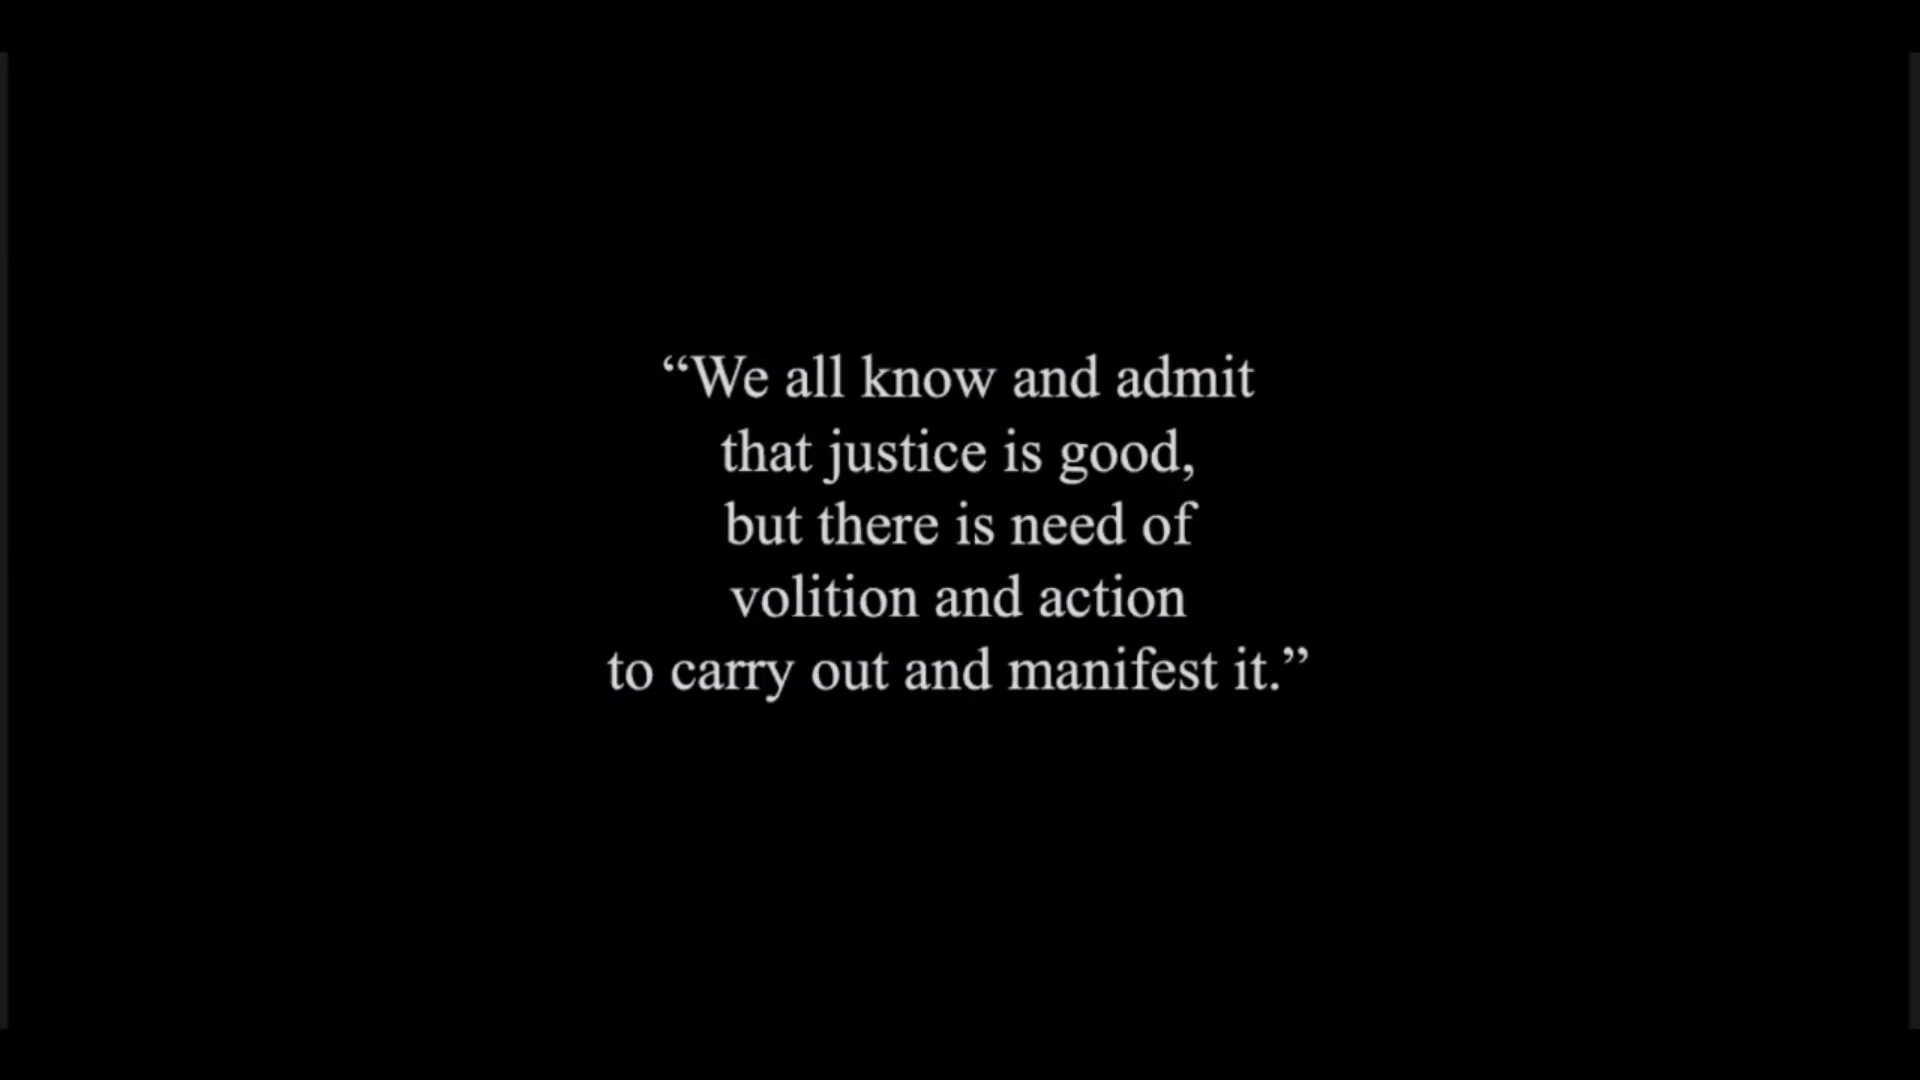 “We all know and admit
that justice is good,
but there is need of
volition and action
to carry out and manifest it.”